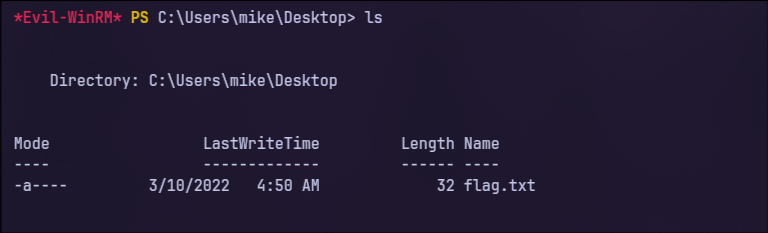 *Evil-WinRM* PS C:\Users\mike\Desktop> ls
Directory: C:\Users\mike\Desktop
Mode LastWriteTime Length Name
---- ------------- ------ ----
-a---- 3/10/2022 4:50 AM 32 flag.txt